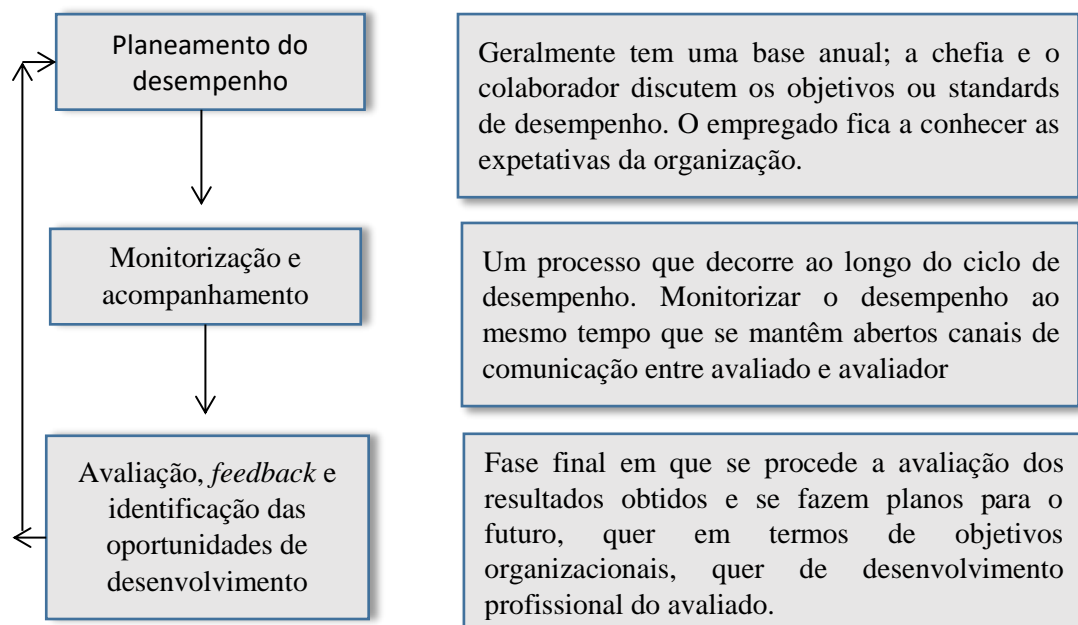 Planeamento do
desempenho
Geralmente tem uma base anual; a chefia e o
colaborador discutem os objetivos ou standards
de desempenho. O empregado fica a conhecer as
expetativas da organização.
Monitorização e
acompanhamento
Um processo que decorre ao longo do ciclo de
desempenho. Monitorizar o desempenho ao
mesmo tempo que se mantêm abertos canais de
comunicação entre avaliado e avaliador
Avaliação, feedback e
identificação das
oportunidades de
desenvolvimento
Fase final em que se procede a avaliação dos
resultados obtidos e se fazem planos para o
futuro, quer em termos de objetivos
organizacionais, quer de desenvolvimento
profissional do avaliado.